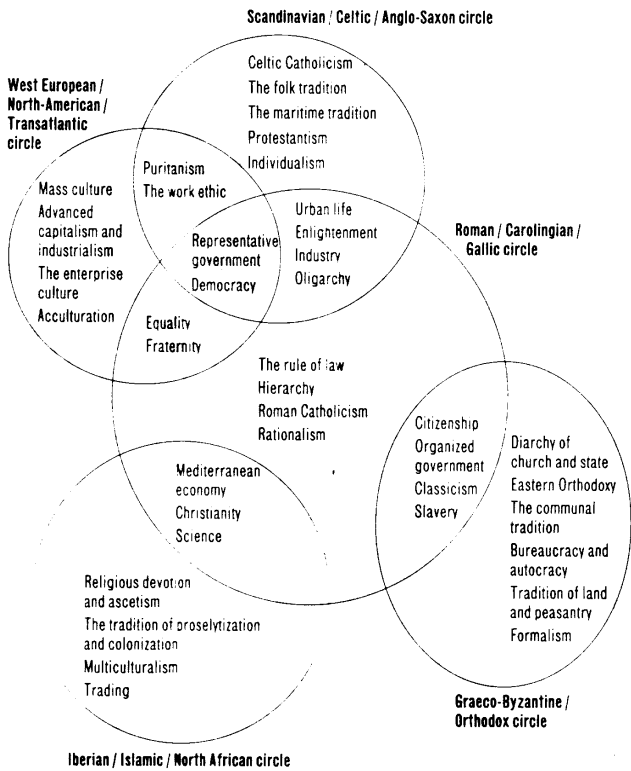 Scandinavian / Celtic / Anglo-Saxon circle
Celtic Catholicism
The folk tradition
The maritime tradition
Protestantism
Individualism
West European /
North-American /
Transatlantic
circle
Puritanism
The work ethic
Mass culture
Advanced
capitalism and
industrialism
The enterprise
culture
Acculturation
Representative
government
Democracy
Urban life
Enlightenment
Industry
Oligarchy
Roman / Carolingian /
Gallic circle
Equality
Fraternity
The rule of law
Hierarchy
Roman Catholicism
Rationalism
Citizenship
Organized
government
Classicism
Slavery
Diarchy of
church and state
Eastern Orthodoxy
The communal
tradition
Bureaucracy and
autocracy
Tradition of land
and peasantry
Formalism
Mediterranean
economy
Christianity
Science
Religious devotion
and ascetism
The tradition of proselytization
and colonization
Multiculturalism
Trading
Graeco-Byzantine /
Orthodox circle
Iberian / Islamic / North African circle